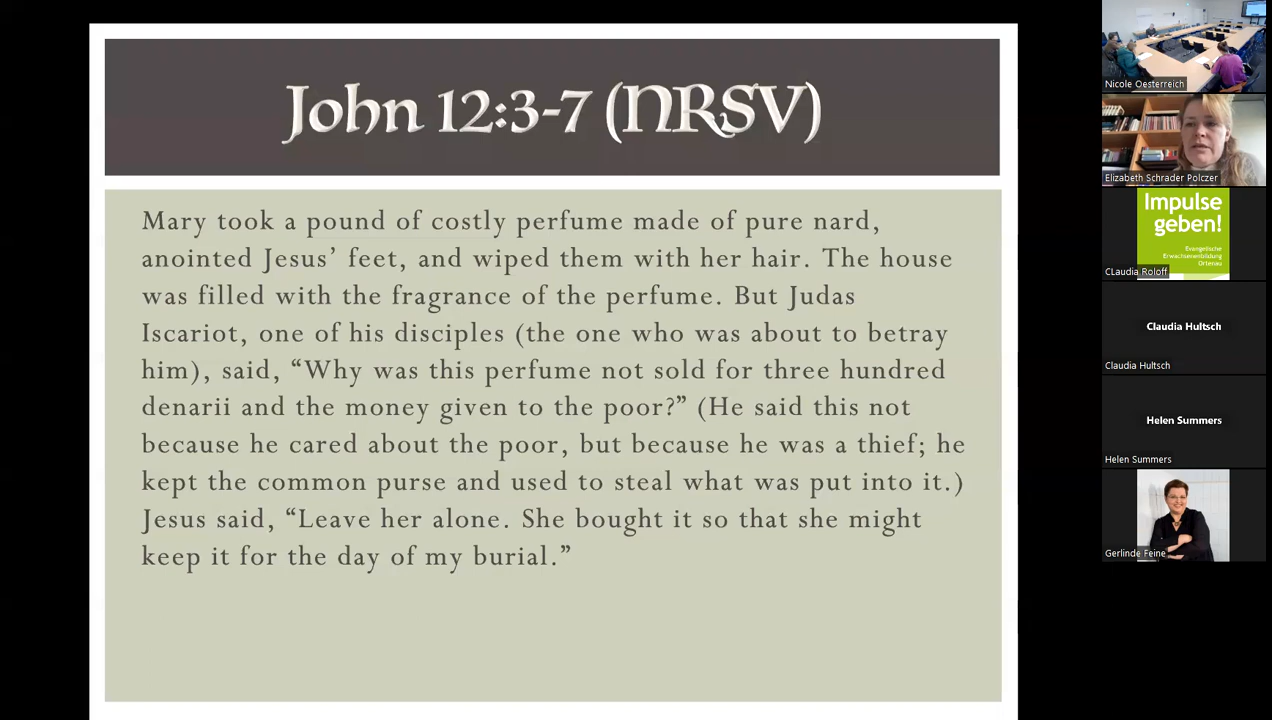 John 12:3-7 (NRSV)
Mary took a pound of costly perfume made of pure nard,
anointed Jesus’ feet, and wiped them with her hair. The house
was filled with the fragrance of the perfume. But Judas
Iscariot, one of his disciples (the one who was about to betray
him), said, “Why was this perfume not sold for three hundred
denarii and the money given to the poor?” (He said this not
because he cared about the poor, but because he was a thief; he
kept the common purse and used to steal what was put into it.)
Jesus said, “Leave her alone. She bought it so that she might
keep it for the day of my burial.”
Nicole Oesterreich
Elizabeth Schrader Polczer
Impulse
geben!
Evangelische
Erwachsenenbildung
Ortenau
CLaudia Roloff
Claudia Hultsch
Claudia Hultsch
Helen Summers
Helen Summers
Gerlinde Feine